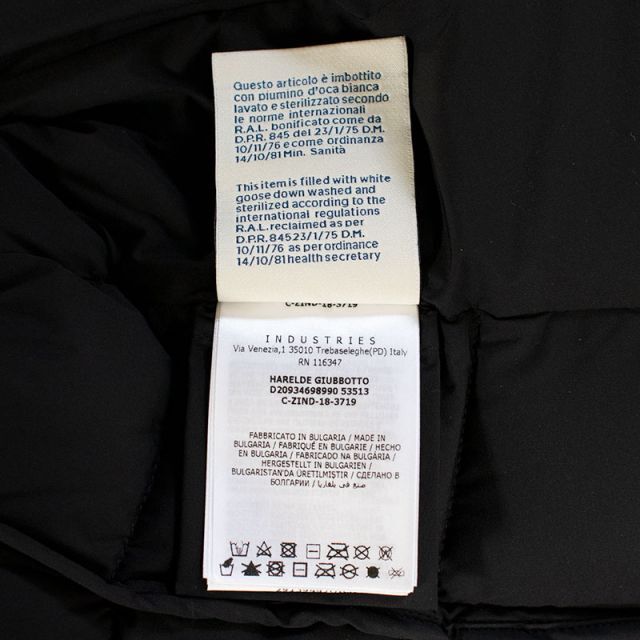 Questo articolo è imbottito
con piumino d'oca bianca
lavato e sterilizzato secondo
le norme internazionali
R.A.L. bonificato come da
D.P.R. 845 del 23/1/75 D.M.
10/11/76 e come ordinanza
14/10/81 Min. Sanità
This item is filled with white
goose down washed and
sterilized according to the
international regulations
R.A.L. reclaimed as per
D.P.R. 84523/1/75 D.M.
10/11/76 as per ordonance
14/10/81 health secretary
C-ZIND-18-3719
INDUSTRIES
Via Venezia,1 35010 Trebaseleghe(PD) Italy
RN 116347
HARELDE GIUBBOTTO
D20934698990 53513
C-ZIND-18-3719
FABBRICATO IN BULGARIA / MADE IN
BULGARIA / FABRIQUÉ EN BULGARIE / HECHO
EN BULGARIA / FABRICADO NA BULGÁRIA /
HERGESTELLT IN BULGARIEN /
BULGARISTAN'DA ÜRETILMIŞTIR / СДЕЛАНО В
БОЛГАРИИ / صنع في بلغاريا